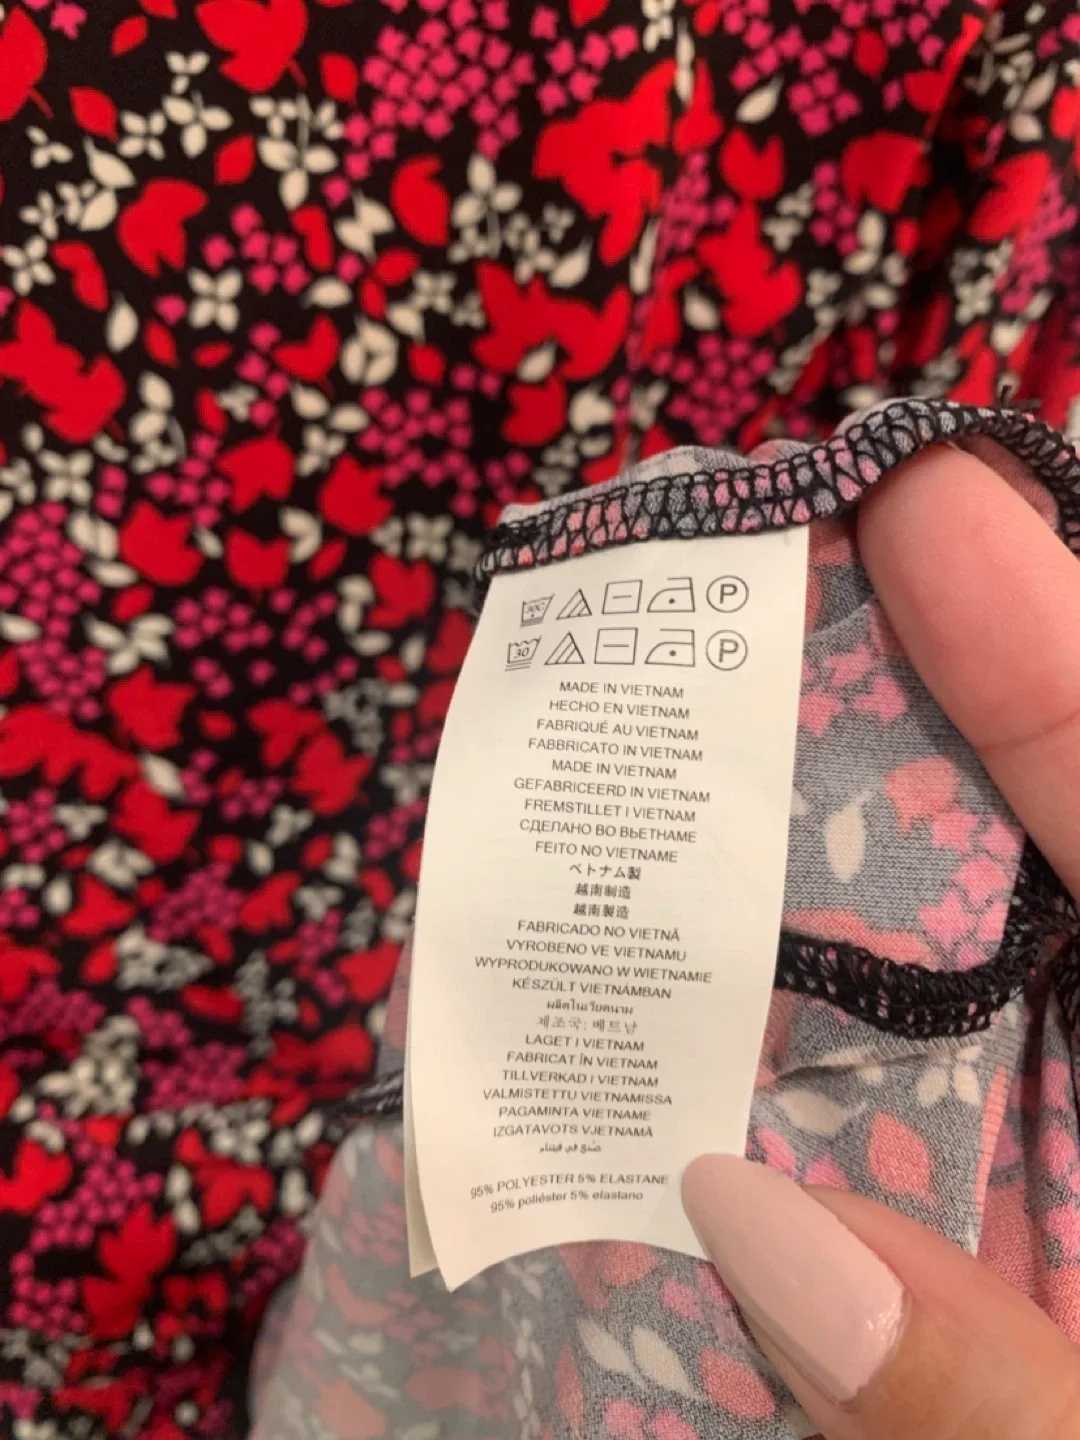 30C P
30 P
MADE IN VIETNAM
HECHO EN VIETNAM
FABRIQUÉ AU VIETNAM
FABBRICATO IN VIETNAM
MADE IN VIETNAM
GEFABRICEERD IN VIETNAM
FREMSTILLET I VIETNAM
СДЕЛАНО ВО ВЬЕТНАМЕ
FEITO NO VIETNAME
ベトナム製
越南制造
越南製造
FABRICADO NO VIETNÃ
VYROBENO VE VIETNAMU
WYPRODUKOWANO W WIETNAMIE
KÉSZÜLT VIETNÁMBAN
ผลิตในเวียดนาม
제조국: 베트남
LAGET I VIETNAM
FABRICAT ÎN VIETNAM
TILLVERKAD I VIETNAM
VALMISTETTU VIETNAMISSA
PAGAMINTA VIETNAME
IZGATAVOTS VJETNAMĀ
صنع في فيتنام
95% POLYESTER 5% ELASTANE
95% poliéster 5% elastano